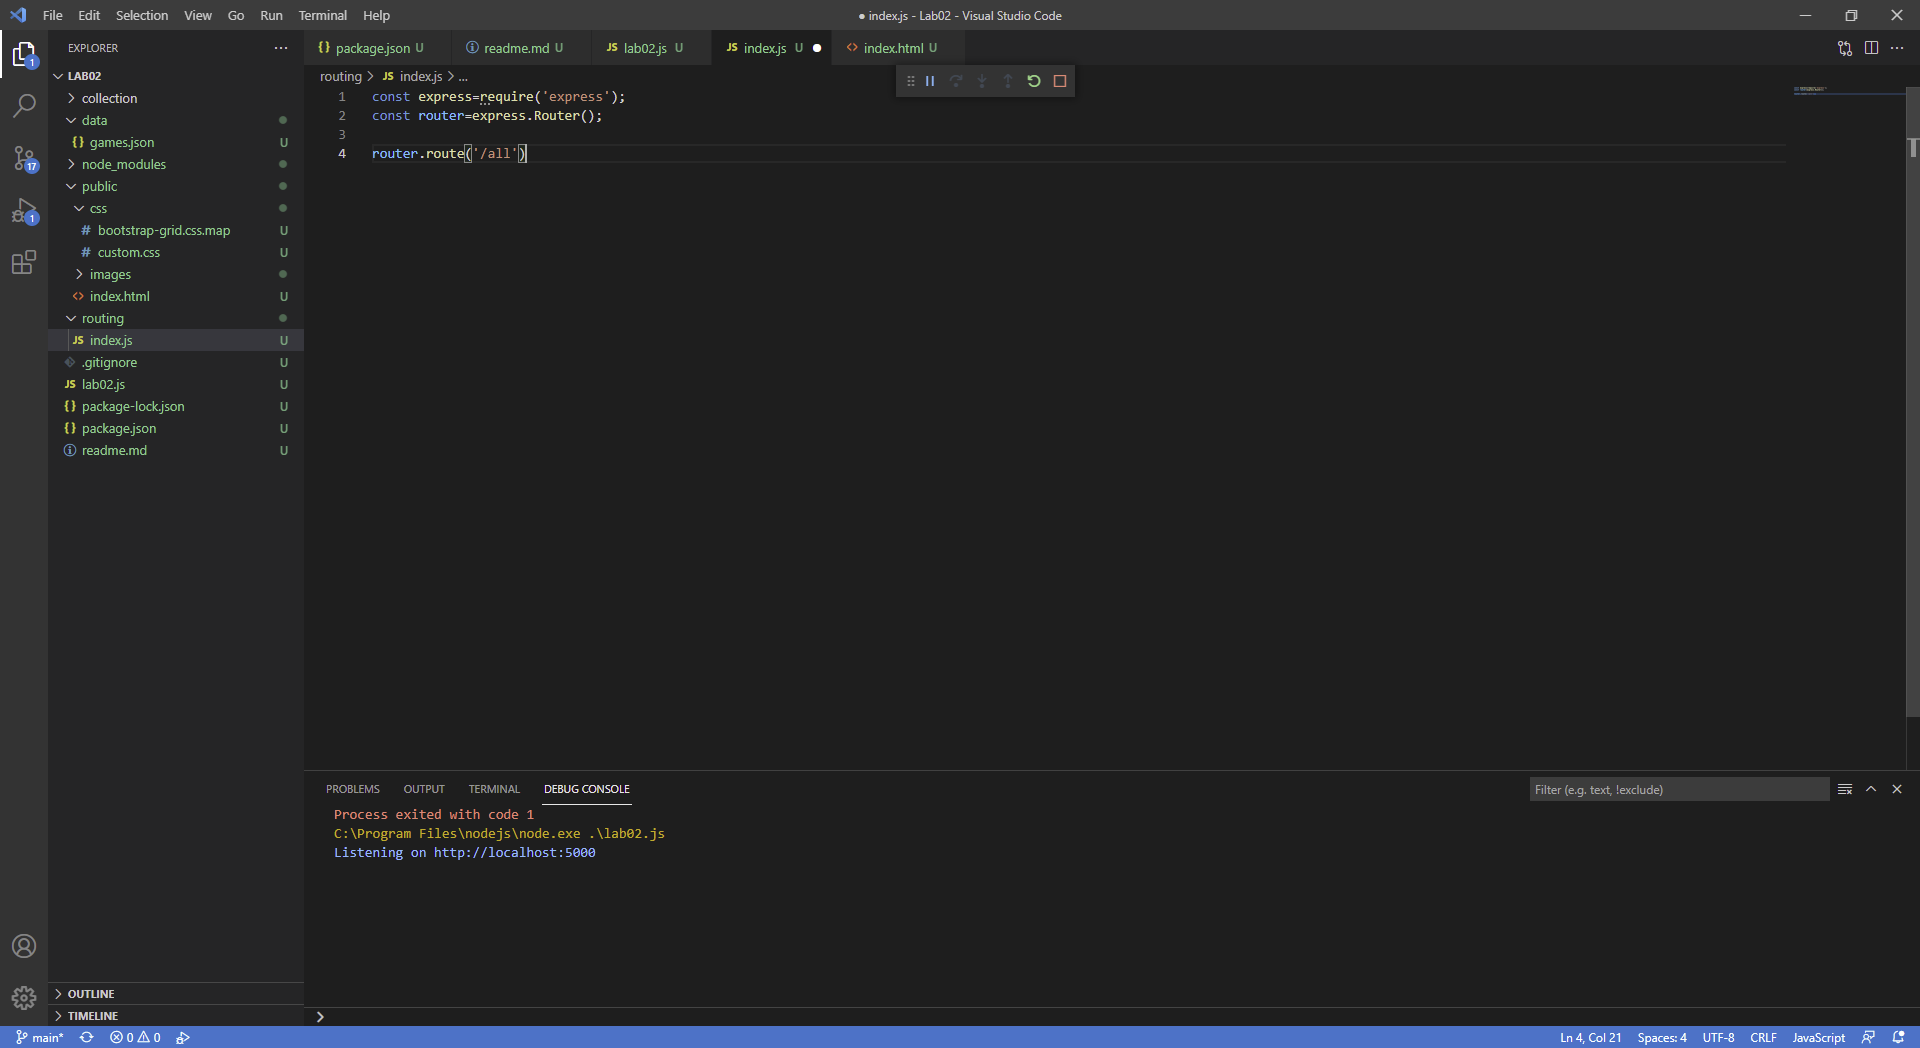 File Edit Selection View Go Run Terminal Help
● index.js - Lab02 - Visual Studio Code
EXPLORER
LAB02
collection
data
games.json U
node_modules
public
css
bootstrap-grid.css.map U
custom.css U
images
index.html U
routing
index.js U
.gitignore U
lab02.js U
package-lock.json U
package.json U
readme.md U
OUTLINE
TIMELINE
1
17
1
package.json U readme.md U lab02.js U index.js U index.html U
routing > index.js > ...
1 const express=require('express');
2 const router=express.Router();
3
4 router.route('/all')
PROBLEMS OUTPUT TERMINAL DEBUG CONSOLE
Filter (e.g. text, !exclude)
Process exited with code 1
C:\Program Files\nodejs\node.exe .\lab02.js
Listening on http://localhost:5000
main* 0 0
Ln 4, Col 21 Spaces: 4 UTF-8 CRLF JavaScript